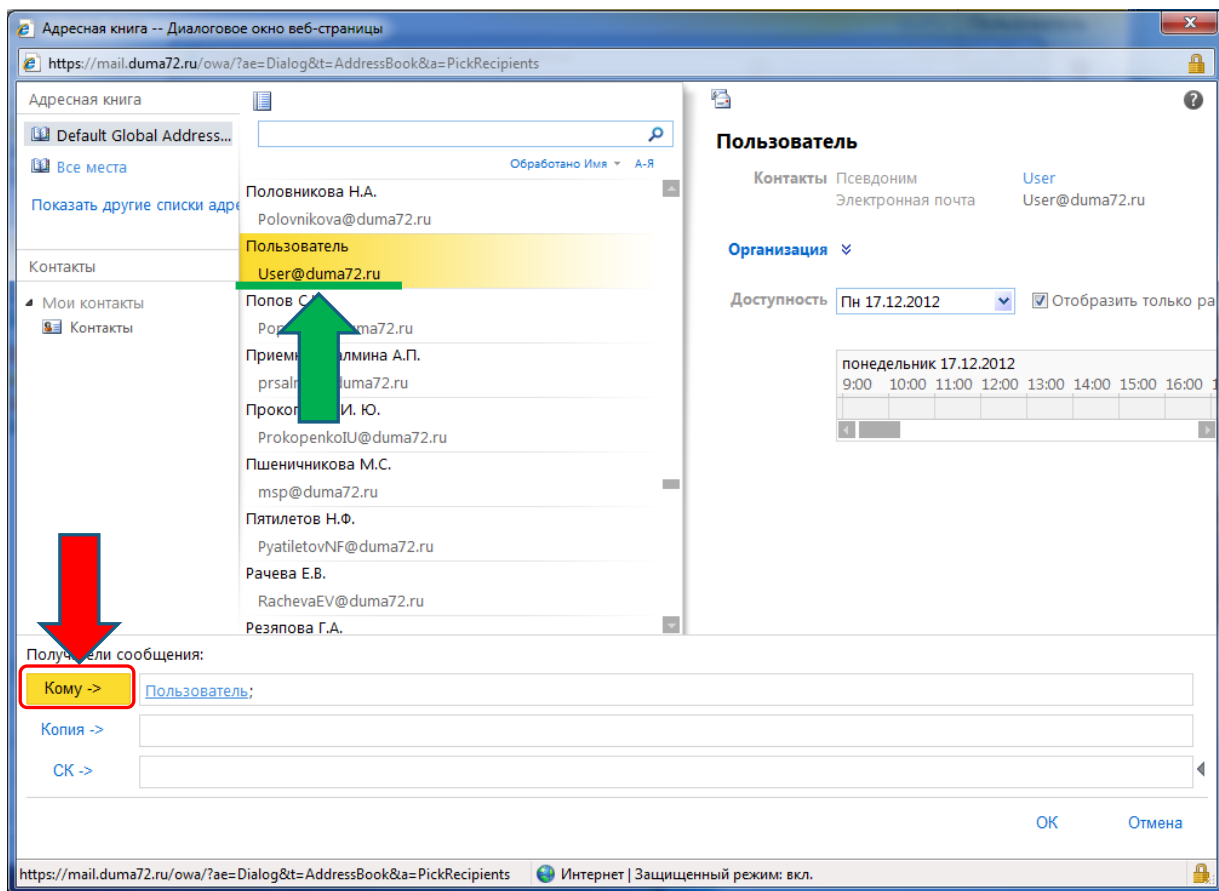 Адресная книга -- Диалоговое окно веб-страницы
https://mail.duma72.ru/owa/?ae=Dialog&t=AddressBook&a=PickRecipients
Адресная книга
Default Global Address...
Все места
Показать другие списки адре
Контакты
Мои контакты
Контакты
Обработано Имя А-Я
Половникова Н.А.
Polovnikova@duma72.ru
Пользователь
User@duma72.ru
Попов С
Pop ma72.ru
Прием алмина А.П.
prsal duma72.ru
Проко И. Ю.
ProkopenkoIU@duma72.ru
Пшеничникова М.С.
msp@duma72.ru
Пятилетов Н.Ф.
PyatiletovNF@duma72.ru
Рачева Е.В.
RachevaEV@duma72.ru
Резяпова Г.А.
Пользователь
Контакты Псевдоним User
Электронная почта User@duma72.ru
Организация
Доступность Пн 17.12.2012 Отобразить только ра
понедельник 17.12.2012
9:00 10:00 11:00 12:00 13:00 14:00 15:00 16:00 1
Получатели сообщения:
Кому -> Пользователь;
Копия ->
СК ->
ОК Отмена
https://mail.duma72.ru/owa/?ae=Dialog&t=AddressBook&a=PickRecipients Интернет | Защищенный режим: вкл.